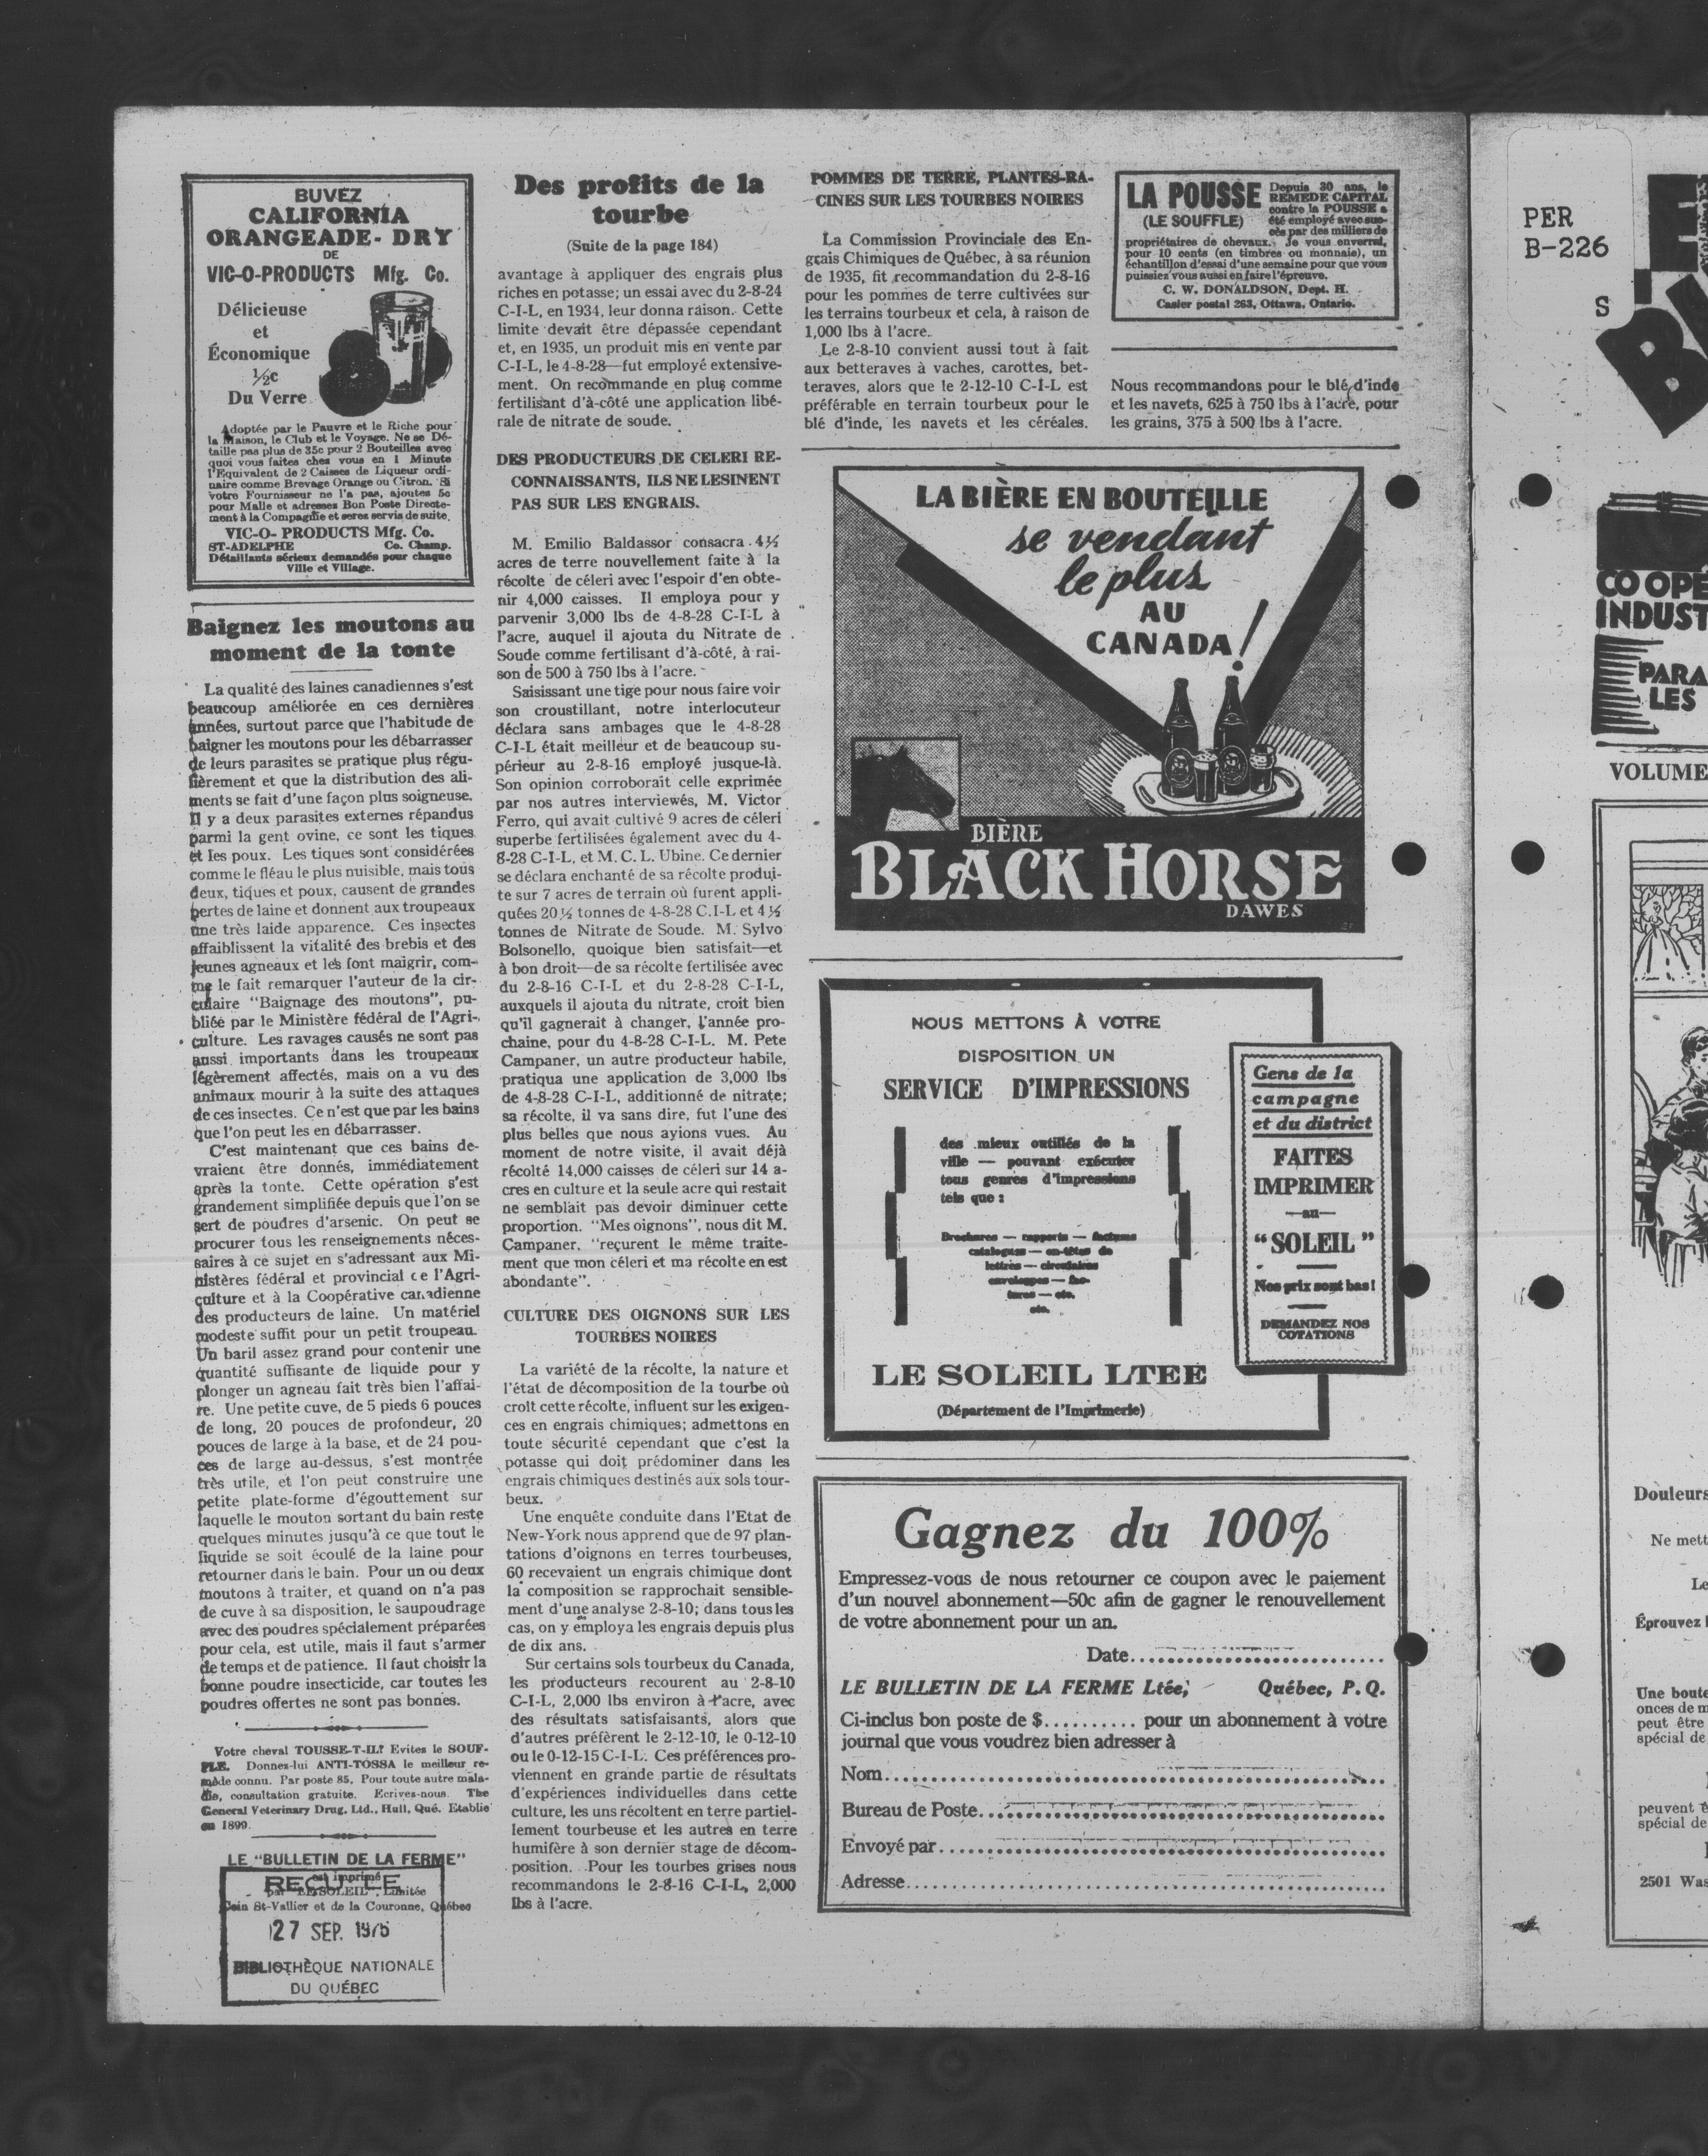 BUVEZ
CALIFORNIA
ORANGEADE- DRY
DE
VIC-O-PRODUCTS Mfg. Co.
Délicieuse
et
Économique
½c
Du Verre
Adoptée par le Pauvre et le Riche pour
la Maison, le Club et le Voyage. Ne se Dé-
taille pas plus de 35c pour 2 Bouteilles avec
quoi vous faites chez vous en 1 Minute
l'Equivalent de 2 Caisses de Liqueur ordi-
naire comme Brevage Orange ou Citron. Si
votre Fournisseur ne l'a pas, ajoutes 5c
pour Malle et adressez Bon Poste Directe-
ment à la Compagnie et serez servis de suite.
VIC-O- PRODUCTS Mfg. Co.
ST-ADELPHE Co. Champ.
Détaillants sérieux demandés pour chaque
Ville et Village.
Baignez les moutons au
moment de la tonte
La qualité des laines canadiennes s'est
beaucoup améliorée en ces dernières
années, surtout parce que l'habitude de
baigner les moutons pour les débarrasser
de leurs parasites se pratique plus régu-
lièrement et que la distribution des ali-
ments se fait d'une façon plus soigneuse.
Il y a deux parasites externes répandus
parmi la gent ovine, ce sont les tiques
et les poux. Les tiques sont considérées
comme le fléau le plus nuisible, mais tous
deux, tiques et poux, causent de grandes
pertes de laine et donnent aux troupeaux
une très laide apparence. Ces insectes
affaiblissent la vitalité des brebis et des
jeunes agneaux et les font maigrir, com-
me le fait remarquer l'auteur de la cir-
culaire "Baignage des moutons", pu-
bliée par le Ministère fédéral de l'Agri-
culture. Les ravages causés ne sont pas
aussi importants dans les troupeaux
légèrement affectés, mais on a vu des
animaux mourir à la suite des attaques
de ces insectes. Ce n'est que par les bains
que l'on peut les en débarrasser.
C'est maintenant que ces bains de-
vraient être donnés, immédiatement
après la tonte. Cette opération s'est
grandement simplifiée depuis que l'on se
sert de poudres d'arsenic. On peut se
procurer tous les renseignements néces-
saires à ce sujet en s'adressant aux Mi-
nistères fédéral et provincial ce l'Agri-
culture et à la Coopérative canadienne
des producteurs de laine. Un matériel
modeste suffit pour un petit troupeau.
Un baril assez grand pour contenir une
quantité suffisante de liquide pour y
plonger un agneau fait très bien l'affai-
re. Une petite cuve, de 5 pieds 6 pouces
de long, 20 pouces de profondeur, 20
pouces de large à la base, et de 24 pou-
ces de large au-dessus, s'est montrée
très utile, et l'on peut construire une
petite plate-forme d'égouttement sur
laquelle le mouton sortant du bain reste
quelques minutes jusqu'à ce que tout le
liquide se soit écoulé de la laine pour
retourner dans le bain. Pour un ou deux
moutons à traiter, et quand on n'a pas
de cuve à sa disposition, le saupoudrage
avec des poudres spécialement préparées
pour cela, est utile, mais il faut s'armer
de temps et de patience. Il faut choisir la
bonne poudre insecticide, car toutes les
poudres offertes ne sont pas bonnes.
Votre cheval TOUSSE-T-IL? Evites le SOUF-
FLE. Donnez-lui ANTI-TOSSA le meilleur re-
mède connu. Par poste 85. Pour toute autre mala-
die, consultation gratuite. Ecrives-nous. The
General Veterinary Drug. Ltd., Hull, Qué. Etablie
en 1899.
LE "BULLETIN DE LA FERME"
est imprimé
par "LE SOLEIL", Limitée
Coin St-Vallier et de la Couronne, Québec
REÇU LE
27 SEP. 1976
BIBLIOTHÈQUE NATIONALE
DU QUÉBEC
Des profits de la
tourbe
(Suite de la page 184)
avantage à appliquer des engrais plus
riches en potasse; un essai avec du 2-8-24
C-I-L, en 1934, leur donna raison. Cette
limite devait être dépassée cependant
et, en 1935, un produit mis en vente par
C-I-L, le 4-8-28—fut employé extensive-
ment. On recommande en plus comme
fertilisant d'à-côté une application libé-
rale de nitrate de soude.
DES PRODUCTEURS DE CELERI RE-
CONNAISSANTS, ILS NE LESINENT
PAS SUR LES ENGRAIS.
M. Emilio Baldassor consacra 4½
acres de terre nouvellement faite à la
récolte de céleri avec l'espoir d'en obte-
nir 4,000 caisses. Il employa pour y
parvenir 3,000 lbs de 4-8-28 C-I-L à
l'acre, auquel il ajouta du Nitrate de
Soude comme fertilisant d'à-côté, à rai-
son de 500 à 750 lbs à l'acre.
Saisissant une tige pour nous faire voir
son croustillant, notre interlocuteur
déclara sans ambages que le 4-8-28
C-I-L était meilleur et de beaucoup su-
périeur au 2-8-16 employé jusque-là.
Son opinion corroborait celle exprimée
par nos autres interviewés, M. Victor
Ferro, qui avait cultivé 9 acres de céleri
superbe fertilisées également avec du 4-
8-28 C-I-L, et M. C. L. Ubine. Ce dernier
se déclara enchanté de sa récolte produi-
te sur 7 acres de terrain où furent appli-
quées 20½ tonnes de 4-8-28 C.I-L et 4½
tonnes de Nitrate de Soude. M. Sylvo
Bolsonello, quoique bien satisfait—et
à bon droit—de sa récolte fertilisée avec
du 2-8-16 C-I-L et du 2-8-28 C-I-L,
auxquels il ajouta du nitrate, croit bien
qu'il gagnerait à changer, l'année pro-
chaine, pour du 4-8-28 C-I-L. M. Pete
Campaner, un autre producteur habile,
pratiqua une application de 3,000 lbs
de 4-8-28 C-I-L, additionné de nitrate;
sa récolte, il va sans dire, fut l'une des
plus belles que nous ayions vues. Au
moment de notre visite, il avait déjà
récolté 14,000 caisses de céleri sur 14 a-
cres en culture et la seule acre qui restait
ne semblait pas devoir diminuer cette
proportion. "Mes oignons", nous dit M.
Campaner, "reçurent le même traite-
ment que mon céleri et ma récolte en est
abondante".
CULTURE DES OIGNONS SUR LES
TOURBES NOIRES
La variété de la récolte, la nature et
l'état de décomposition de la tourbe où
croît cette récolte, influent sur les exigen-
ces en engrais chimiques; admettons en
toute sécurité cependant que c'est la
potasse qui doit prédominer dans les
engrais chimiques destinés aux sols tour-
beux.
Une enquête conduite dans l'Etat de
New-York nous apprend que de 97 plan-
tations d'oignons en terres tourbeuses,
60 recevaient un engrais chimique dont
la composition se rapprochait sensible-
ment d'une analyse 2-8-10; dans tous les
cas, on y employa les engrais depuis plus
de dix ans.
Sur certains sols tourbeux du Canada,
les producteurs recourent au 2-8-10
C-I-L, 2,000 lbs environ à l'acre, avec
des résultats satisfaisants, alors que
d'autres préfèrent le 2-12-10, le 0-12-10
ou le 0-12-15 C-I-L. Ces préférences pro-
viennent en grande partie de résultats
d'expériences individuelles dans cette
culture, les uns récoltent en terre partiel-
lement tourbeuse et les autres en terre
humifère à son dernier stage de décom-
position. Pour les tourbes grises nous
recommandons le 2-8-16 C-I-L, 2,000
lbs à l'acre.
POMMES DE TERRE, PLANTES-RA-
CINES SUR LES TOURBES NOIRES
La Commission Provinciale des En-
gçais Chimiques de Québec, à sa réunion
de 1935, fit recommandation du 2-8-16
pour les pommes de terre cultivées sur
les terrains tourbeux et cela, à raison de
1,000 lbs à l'acre.
Le 2-8-10 convient aussi tout à fait
aux betteraves à vaches, carottes, bet-
teraves, alors que le 2-12-10 C-I-L est
préférable en terrain tourbeux pour le
blé d'inde, les navets et les céréales.
LA POUSSE
(LE SOUFFLE)
Depuis 30 ans, le
REMEDE CAPITAL
contre la POUSSE a
été employé avec suc-
cès par des milliers de
propriétaires de chevaux. Je vous enverrai,
pour 10 cents (en timbres ou monnaie), un
échantillon d'essai d'une semaine pour que vous
puissiez vous aussi en faire l'épreuve.
C. W. DONALDSON, Dept. H.
Casier postal 263, Ottawa, Ontario.
Nous recommandons pour le blé d'inde
et les navets, 625 à 750 lbs à l'acre, pour
les grains, 375 à 500 lbs à l'acre.
LA BIÈRE EN BOUTEILLE
se vendant
le plus
AU
CANADA!
BIÈRE
BLACK HORSE
DAWES
NOUS METTONS À VOTRE
DISPOSITION UN
SERVICE D'IMPRESSIONS
des mieux outillés de la
ville — pouvant exécuter
tous genres d'impressions
tels que :
Brochures — rapports — factums
catalogues — en-têtes de
lettres — circulaires
enveloppes — fac-
tures — etc.
etc.
LE SOLEIL LTEE
(Département de l'Imprimerie)
Gens de la
campagne
et du district
FAITES
IMPRIMER
—au—
"SOLEIL"
Nos prix sont bas!
DEMANDEZ NOS
COTATIONS
Gagnez du 100%
Empressez-vous de nous retourner ce coupon avec le paiement
d'un nouvel abonnement—50c afin de gagner le renouvellement
de votre abonnement pour un an.
Date
LE BULLETIN DE LA FERME Ltée, Québec, P. Q.
Ci-inclus bon poste de $.......... pour un abonnement à votre
journal que vous voudrez bien adresser à
Nom
Bureau de Poste
Envoyé par
Adresse
PER
B-226
S
COOPE
INDUST
PARA
LES
VOLUME
Douleurs
Ne mett
Le
Éprouvez
Une boute
onces de m
peut être
spécial de
peuvent
spécial de
2501 Was